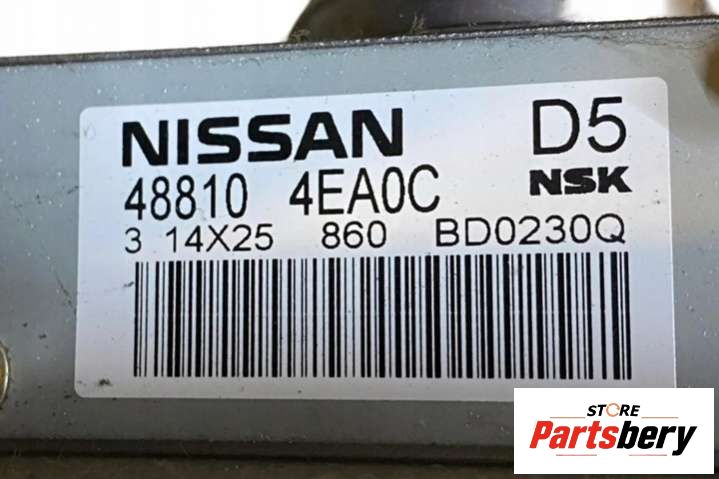 NISSAN D5
48810 4EA0C NSK
3 14X25 860 BD0230Q
STORE
Partsbery